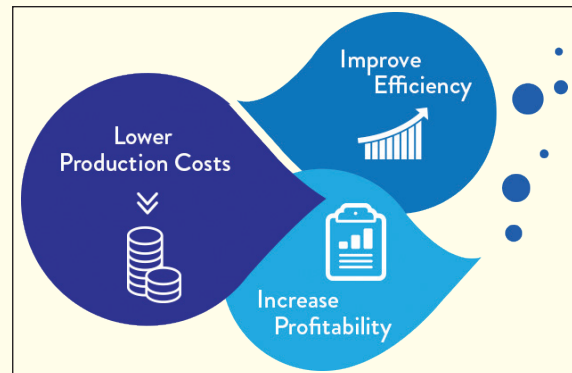 Improve
Efficiency
Lower
Production Costs
Increase
Profitability